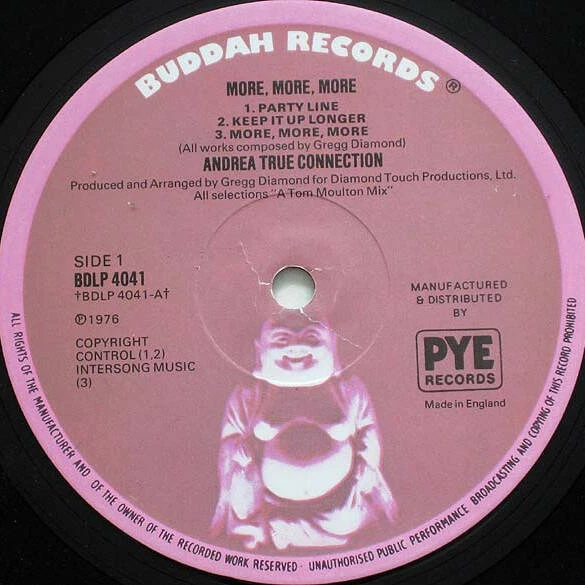 BUDDAH RECORDS ®
MORE, MORE, MORE
1. PARTY LINE
2. KEEP IT UP LONGER
3. MORE, MORE, MORE
(All works composed by Gregg Diamond)
ANDREA TRUE CONNECTION
Produced and Arranged by Gregg Diamond for Diamond Touch Productions, Ltd.
All selections "A Tom Moulton Mix"
SIDE 1
BDLP 4041
†BDLP 4041-A†
℗1976
COPYRIGHT
CONTROL (1,2)
INTERSONG MUSIC
(3)
MANUFACTURED
& DISTRIBUTED
BY
PYE
RECORDS
Made in England
ALL RIGHTS OF THE MANUFACTURER AND OF THE OWNER OF THE RECORDED WORK RESERVED · UNAUTHORISED PUBLIC PERFORMANCE BROADCASTING AND COPYING OF THIS RECORD PROHIBITED